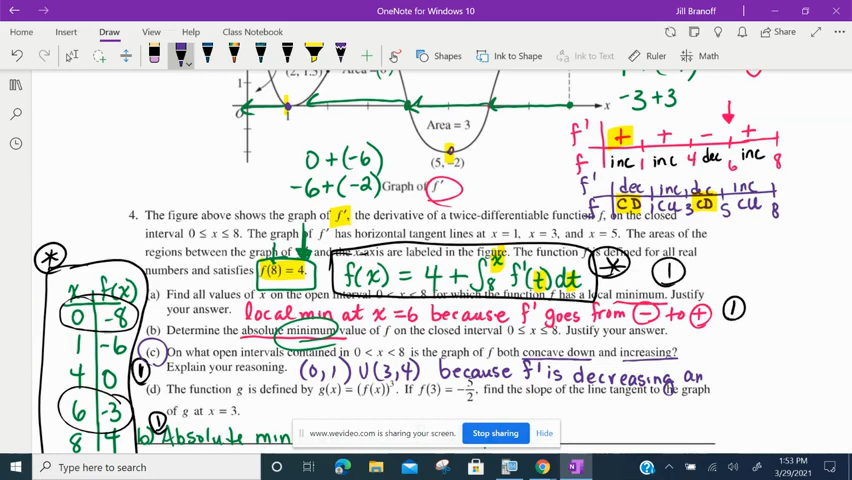 OneNote for Windows 10
Jill Branoff
Home
Insert
Draw
View
Help
Class Notebook
Share
Shapes
Ink to Shape
Ink to Text
Ruler
Math
1
0
1
x
Area = 3
(5, -2)
Graph of f'
-3+3
f' + + - +
f inc 1 inc 4 dec 6 inc 8
f' dec inc dec inc
f CD 1 CU 3 CD 5 CU 8
0+(-6)
-6+(-2)
4. The figure above shows the graph of f', the derivative of a twice-differentiable function f, on the closed
interval 0 ≤ x ≤ 8. The graph of f' has horizontal tangent lines at x = 1, x = 3, and x = 5. The areas of the
regions between the graph of and the x-axis are labeled in the figure. The function f is defined for all real
numbers and satisfies f(8) = 4.
f(x) = 4 + ∫₈ˣ f'(t)dt
* 1
(a) Find all values of x on the open interval 0 < x < 8 for which the function f has a local minimum. Justify
your answer. local min at x=6 because f' goes from - to + 1
(b) Determine the absolute minimum value of f on the closed interval 0 ≤ x ≤ 8. Justify your answer.
(c) On what open intervals contained in 0 < x < 8 is the graph of f both concave down and increasing?
Explain your reasoning. (0,1) U (3,4) because f' is decreasing an
(d) The function g is defined by g(x) = (f(x))³. If f(3) = -5/2, find the slope of the line tangent to the graph
of g at x = 3.
*
x f(x)
0 -8
1 -6
4 0
6 -3
8 4
1
1
b) Absolute min
www.wevideo.com is sharing your screen.
Stop sharing
Hide
Type here to search
1:53 PM
3/29/2021